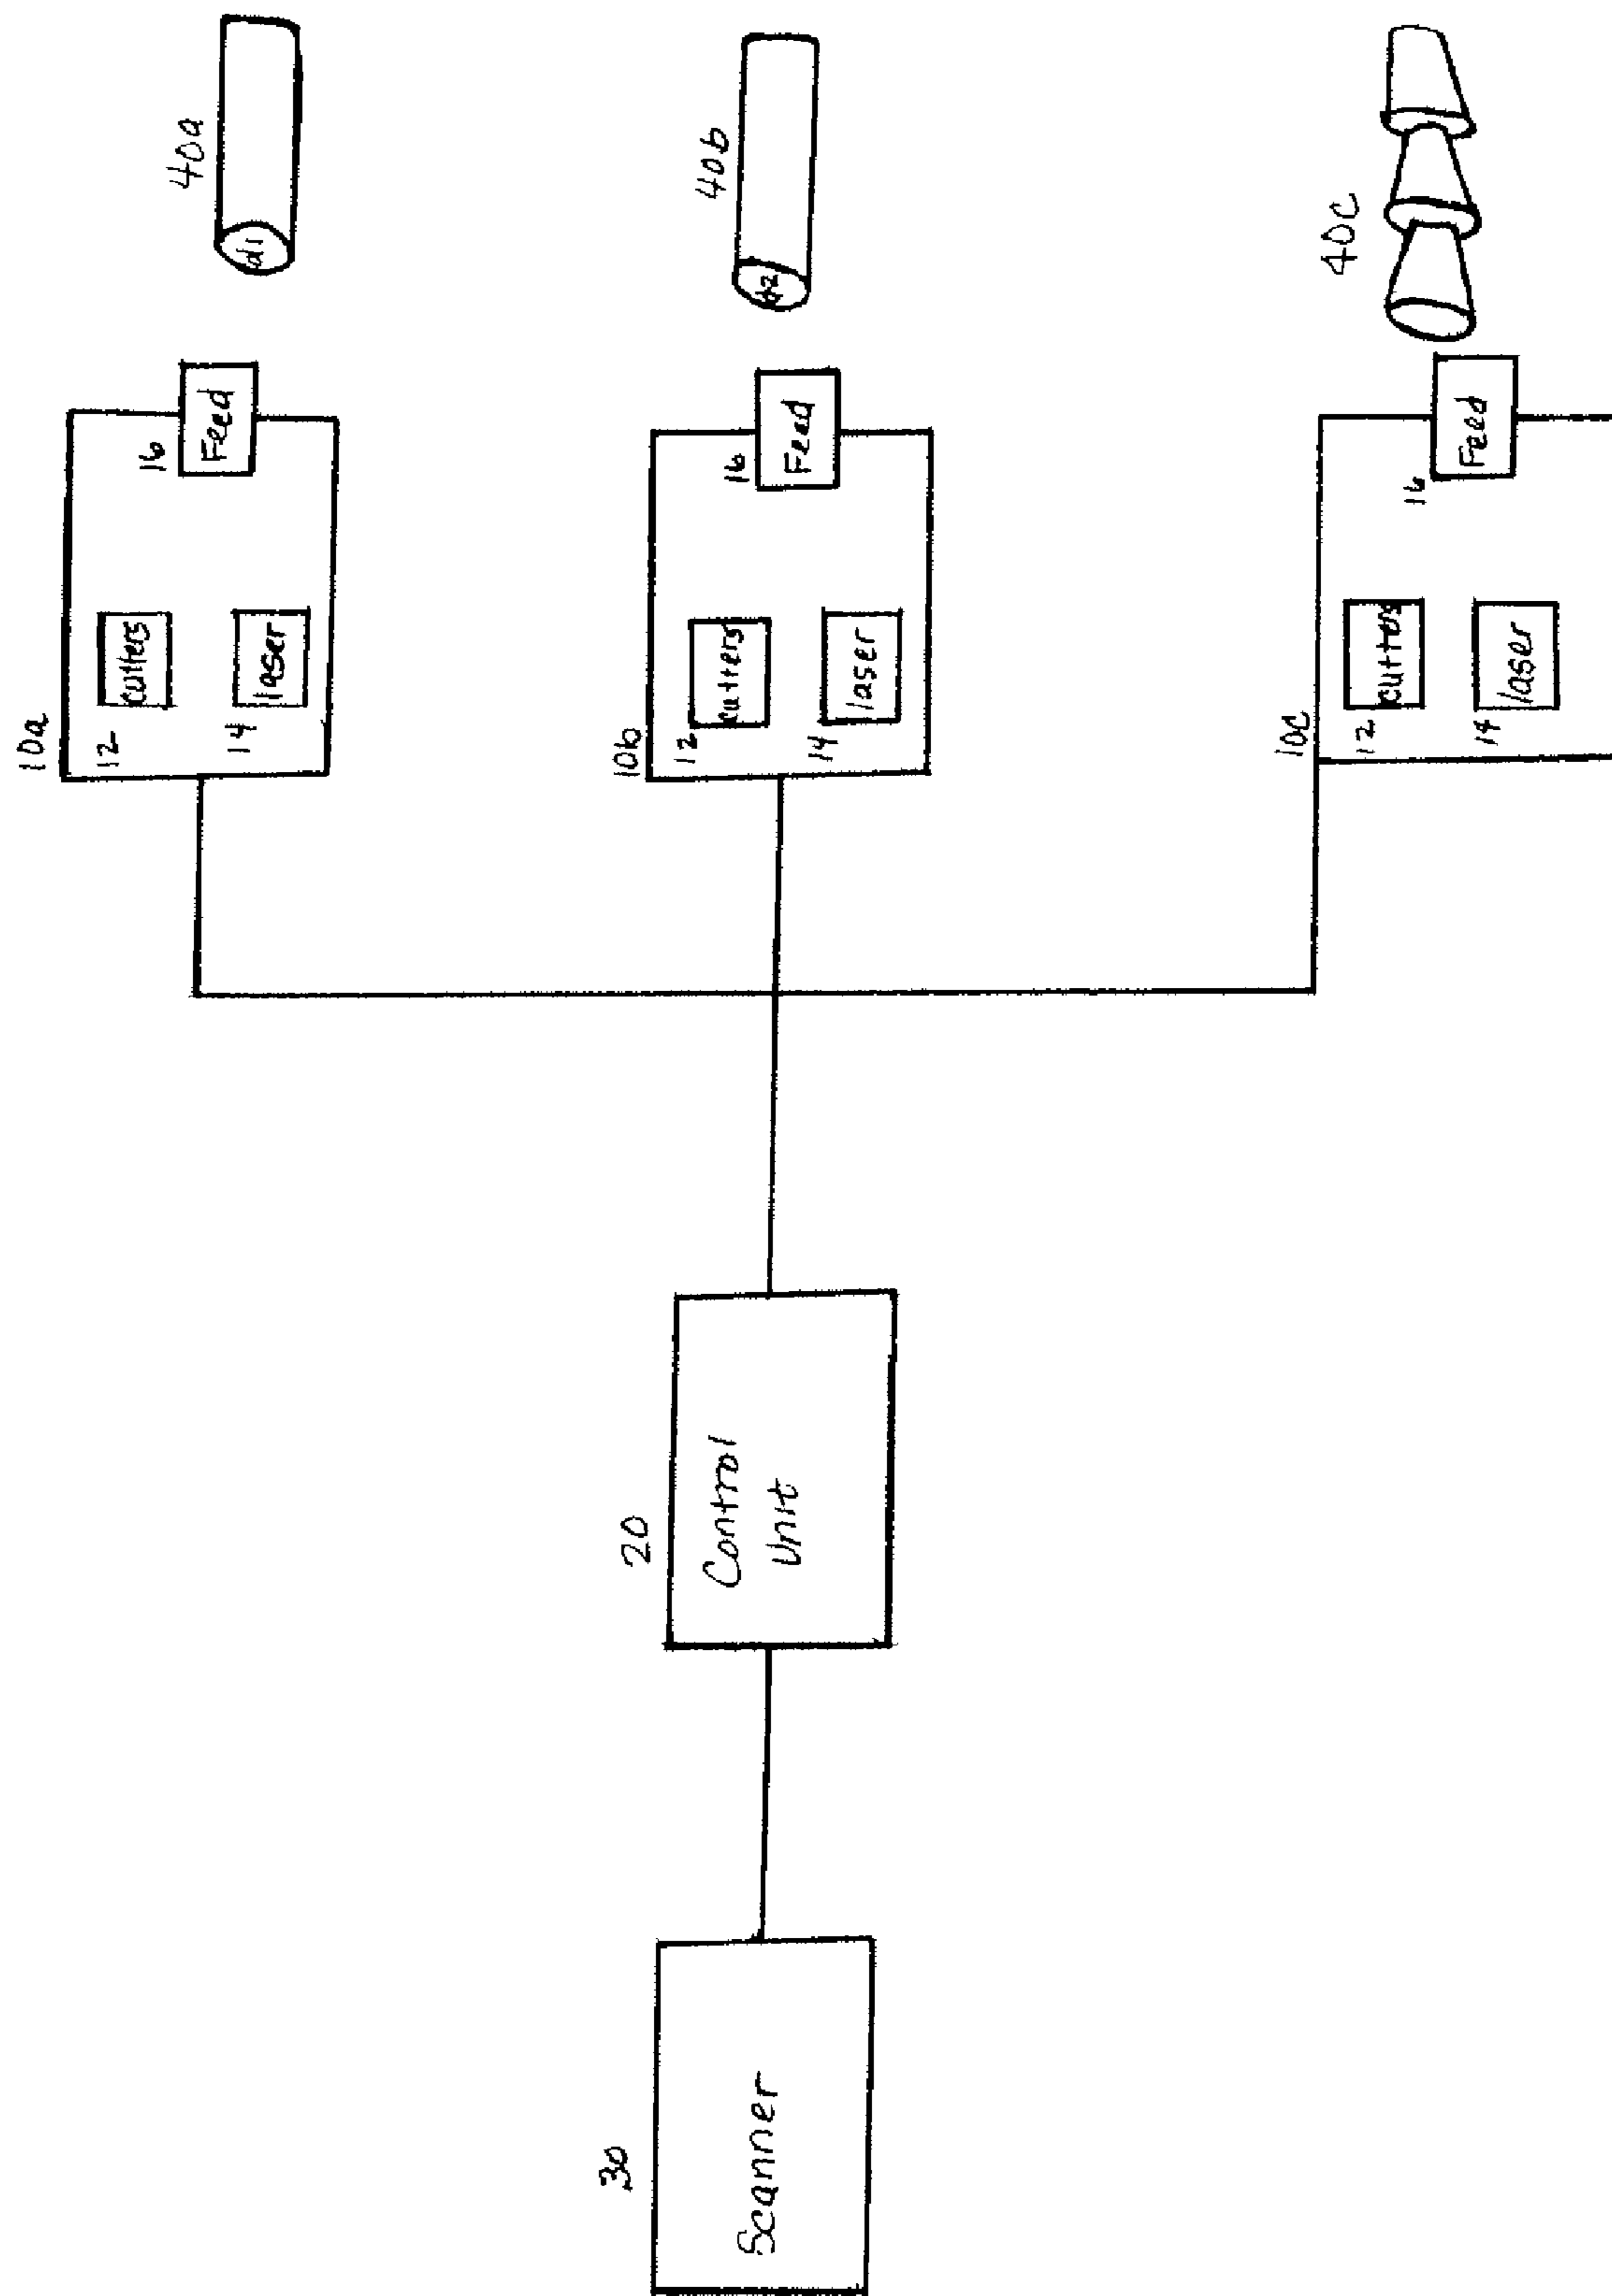 30
Scanner
20
Control
Unit
10a
12
cutters
14
laser
16
Feed
40a
d1
10b
12
cutters
14
laser
16
Feed
40b
d2
10c
12
cutters
14
laser
16
Feed
40c